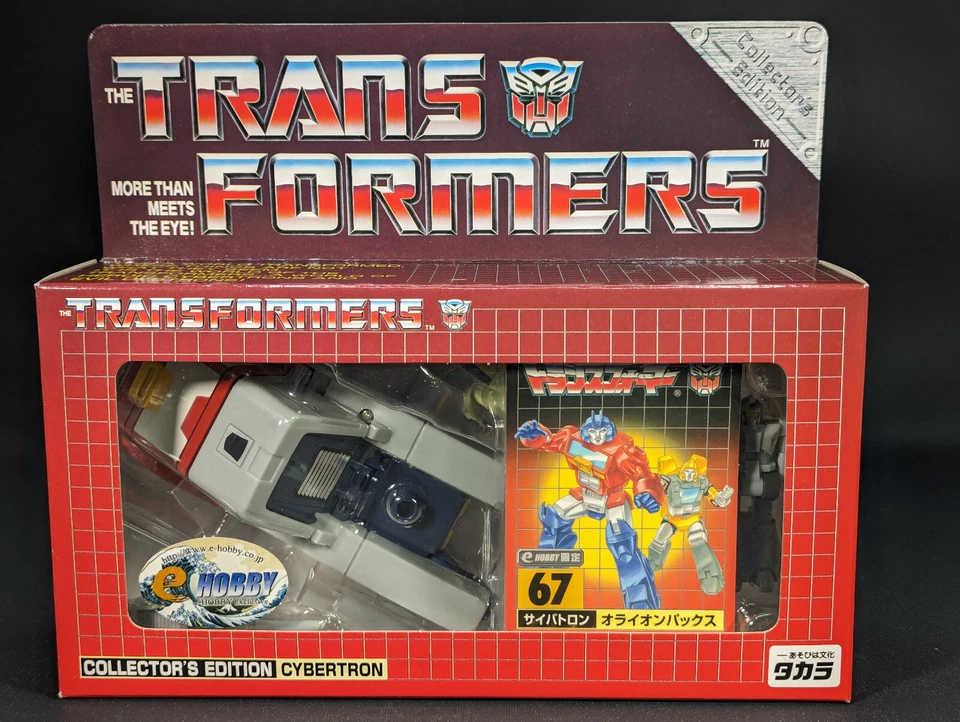 Collectors
Edition
THE TRANS
FORMERS
TM
MORE THAN
MEETS
THE EYE!
THE TRANSFORMERS TM
トランスフォーマー ®
http://www.e-hobby.co.jp
e HOBBY
e HOBBY 限定
67
サイバトロン オライオンパックス
COLLECTOR'S EDITION CYBERTRON
あそびは文化
タカラ